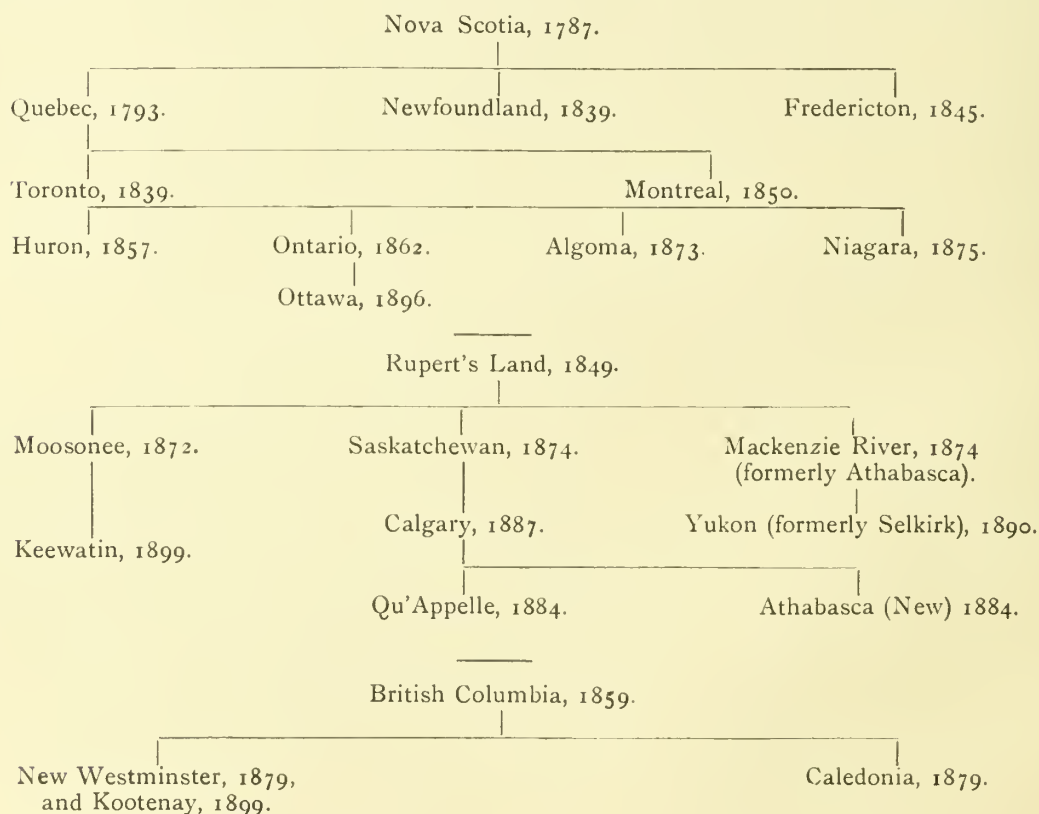 Nova Scotia, 1787.
Quebec, 1793. Newfoundland, 1839. Fredericton, 1845.
Toronto, 1839. Montreal, 1850.
Huron, 1857. Ontario, 1862. Algoma, 1873. Niagara, 1875.
Ottawa, 1896.
Rupert's Land, 1849.
Moosonee, 1872. Saskatchewan, 1874. Mackenzie River, 1874
(formerly Athabasca).
Calgary, 1887. Yukon (formerly Selkirk), 1890.
Keewatin, 1899.
Qu'Appelle, 1884. Athabasca (New) 1884.
British Columbia, 1859.
New Westminster, 1879, Caledonia, 1879.
and Kootenay, 1899.